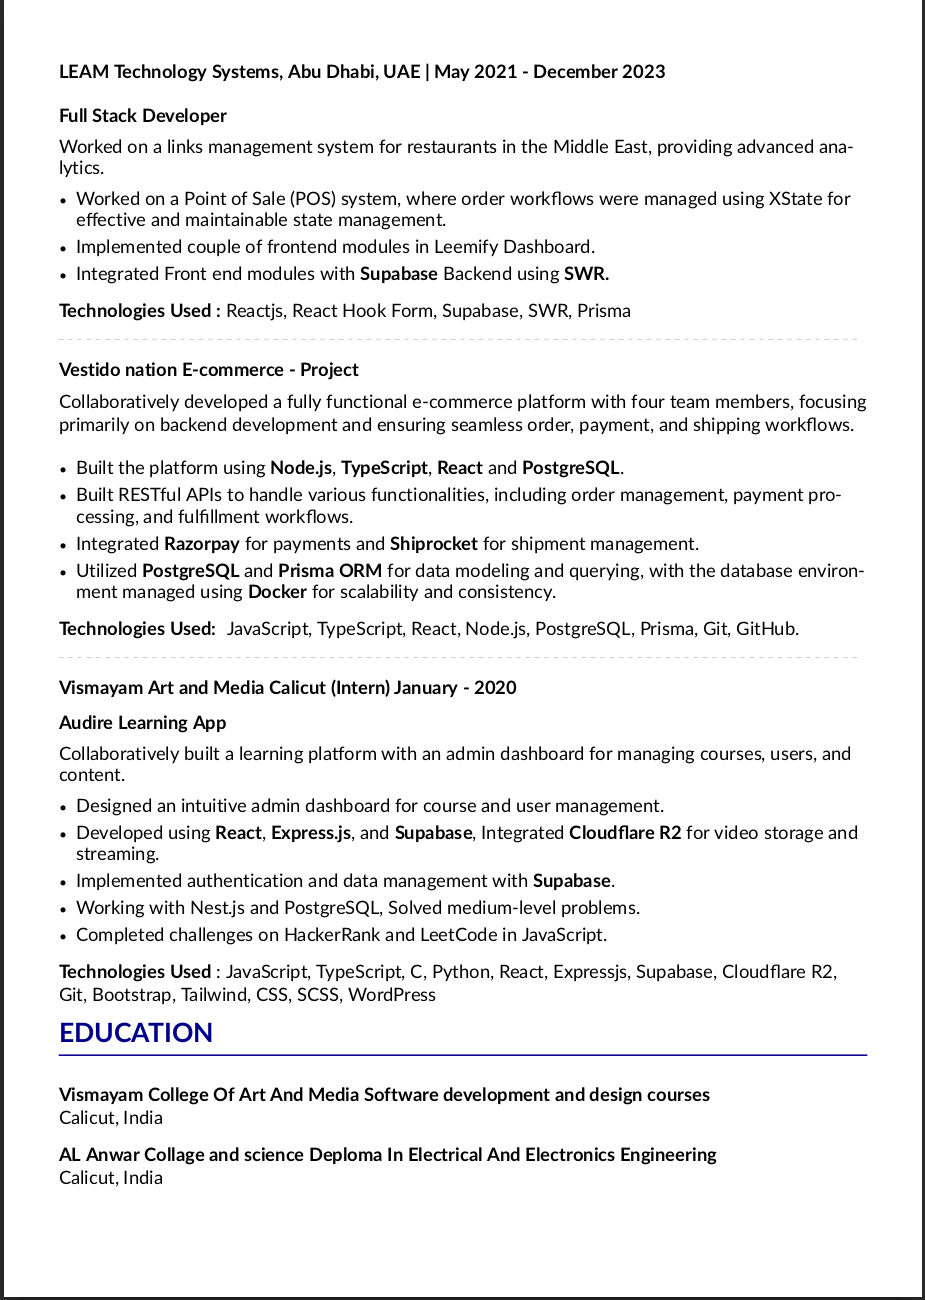 LEAM Technology Systems, Abu Dhabi, UAE | May 2021 - December 2023
Full Stack Developer
Worked on a links management system for restaurants in the Middle East, providing advanced ana-
lytics.
• Worked on a Point of Sale (POS) system, where order workflows were managed using XState for
effective and maintainable state management.
• Implemented couple of frontend modules in Leemify Dashboard.
• Integrated Front end modules with Supabase Backend using SWR.
Technologies Used : Reactjs, React Hook Form, Supabase, SWR, Prisma
Vestido nation E-commerce - Project
Collaboratively developed a fully functional e-commerce platform with four team members, focusing
primarily on backend development and ensuring seamless order, payment, and shipping workflows.
• Built the platform using Node.js, TypeScript, React and PostgreSQL.
• Built RESTful APIs to handle various functionalities, including order management, payment pro-
cessing, and fulfillment workflows.
• Integrated Razorpay for payments and Shiprocket for shipment management.
• Utilized PostgreSQL and Prisma ORM for data modeling and querying, with the database environ-
ment managed using Docker for scalability and consistency.
Technologies Used: JavaScript, TypeScript, React, Node.js, PostgreSQL, Prisma, Git, GitHub.
Vismayam Art and Media Calicut (Intern) January - 2020
Audire Learning App
Collaboratively built a learning platform with an admin dashboard for managing courses, users, and
content.
• Designed an intuitive admin dashboard for course and user management.
• Developed using React, Express.js, and Supabase, Integrated Cloudflare R2 for video storage and
streaming.
• Implemented authentication and data management with Supabase.
• Working with Nest.js and PostgreSQL, Solved medium-level problems.
• Completed challenges on HackerRank and LeetCode in JavaScript.
Technologies Used : JavaScript, TypeScript, C, Python, React, Expressjs, Supabase, Cloudflare R2,
Git, Bootstrap, Tailwind, CSS, SCSS, WordPress
EDUCATION
Vismayam College Of Art And Media Software development and design courses
Calicut, India
AL Anwar Collage and science Deploma In Electrical And Electronics Engineering
Calicut, India